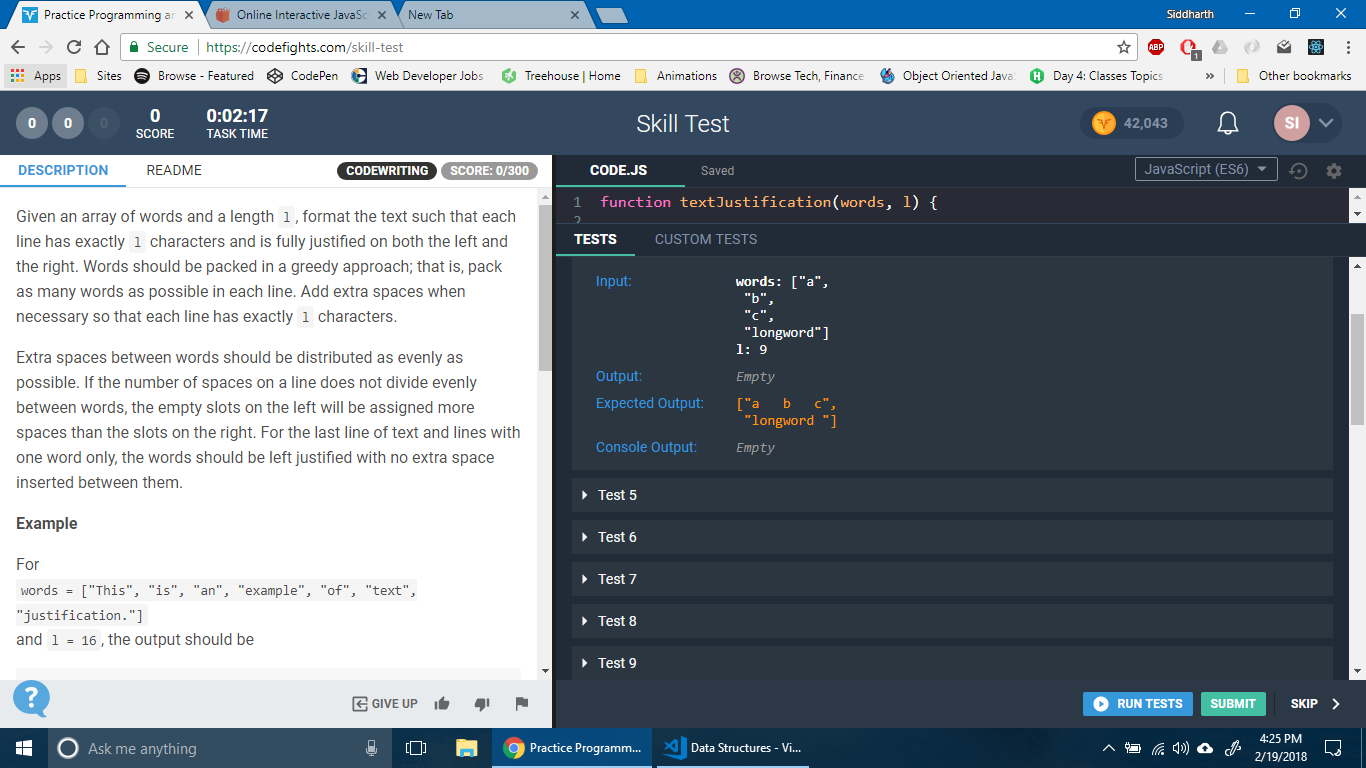 Practice Programming ar
Online Interactive JavaSc
New Tab
Siddharth
Secure | https://codefights.com/skill-test
ABP
1
Apps
Sites
Browse - Featured
CodePen
Web Developer Jobs
Treehouse | Home
Animations
Browse Tech, Finance
Object Oriented Java
Day 4: Classes Topics
»
Other bookmarks
0
0
0
0
SCORE
0:02:17
TASK TIME
Skill Test
42,043
SI
DESCRIPTION
README
CODEWRITING
SCORE: 0/300
Given an array of words and a length l, format the text such that each
line has exactly l characters and is fully justified on both the left and
the right. Words should be packed in a greedy approach; that is, pack
as many words as possible in each line. Add extra spaces when
necessary so that each line has exactly l characters.
Extra spaces between words should be distributed as evenly as
possible. If the number of spaces on a line does not divide evenly
between words, the empty slots on the left will be assigned more
spaces than the slots on the right. For the last line of text and lines with
one word only, the words should be left justified with no extra space
inserted between them.
Example
For
words = ["This", "is", "an", "example", "of", "text",
"justification."]
and l = 16, the output should be
?
GIVE UP
CODE.JS
Saved
JavaScript (ES6)
1 function textJustification(words, l) {
2
TESTS
CUSTOM TESTS
Input:
words: ["a",
"b",
"c",
"longword"]
l: 9
Output:
Empty
Expected Output:
["a   b   c",
"longword "]
Console Output:
Empty
Test 5
Test 6
Test 7
Test 8
Test 9
RUN TESTS
SUBMIT
SKIP
Ask me anything
Practice Programm...
Data Structures - Vi...
4:25 PM
2/19/2018